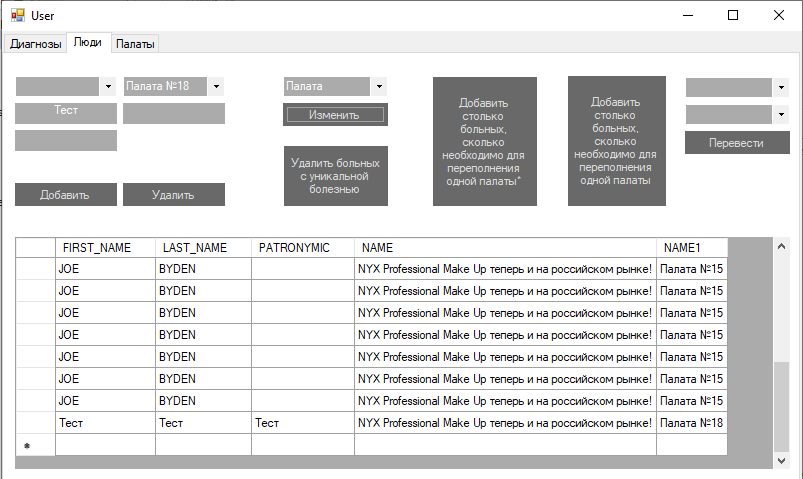 User
Диагнозы Люди Палаты
Палата №18 Палата
Тест
Изменить
Добавить
столько
больных,
сколько
необходимо для
переполнения
одной палаты*
Добавить
столько
больных,
сколько
необходимо для
переполнения
одной палаты
Перевести
Удалить больных
с уникальной
болезнью
Добавить Удалить
FIRST_NAME LAST_NAME PATRONYMIC NAME NAME1
JOE BYDEN NYX Professional Make Up теперь и на российском рынке! Палата №15
JOE BYDEN NYX Professional Make Up теперь и на российском рынке! Палата №15
JOE BYDEN NYX Professional Make Up теперь и на российском рынке! Палата №15
JOE BYDEN NYX Professional Make Up теперь и на российском рынке! Палата №15
JOE BYDEN NYX Professional Make Up теперь и на российском рынке! Палата №15
JOE BYDEN NYX Professional Make Up теперь и на российском рынке! Палата №15
JOE BYDEN NYX Professional Make Up теперь и на российском рынке! Палата №15
Тест Тест Тест NYX Professional Make Up теперь и на российском рынке! Палата №18